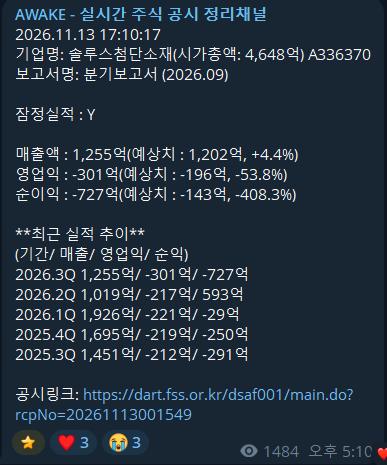 AWAKE - 실시간 주식 공시 정리채널
2026.11.13 17:10:17
기업명: 솔루스첨단소재(시가총액: 4,648억) A336370
보고서명: 분기보고서 (2026.09)
잠정실적 : Y
매출액 : 1,255억(예상치 : 1,202억, +4.4%)
영업익 : -301억(예상치 : -196억, -53.8%)
순이익 : -727억(예상치 : -143억, -408.3%)
**최근 실적 추이**
(기간/ 매출/ 영업익/ 순익)
2026.3Q 1,255억/ -301억/ -727억
2026.2Q 1,019억/ -217억/ 593억
2026.1Q 1,926억/ -221억/ -29억
2025.4Q 1,695억/ -219억/ -250억
2025.3Q 1,451억/ -212억/ -291억
공시링크: https://dart.fss.or.kr/dsaf001/main.do?
rcpNo=20261113001549
3 3 1484 오후 5:10